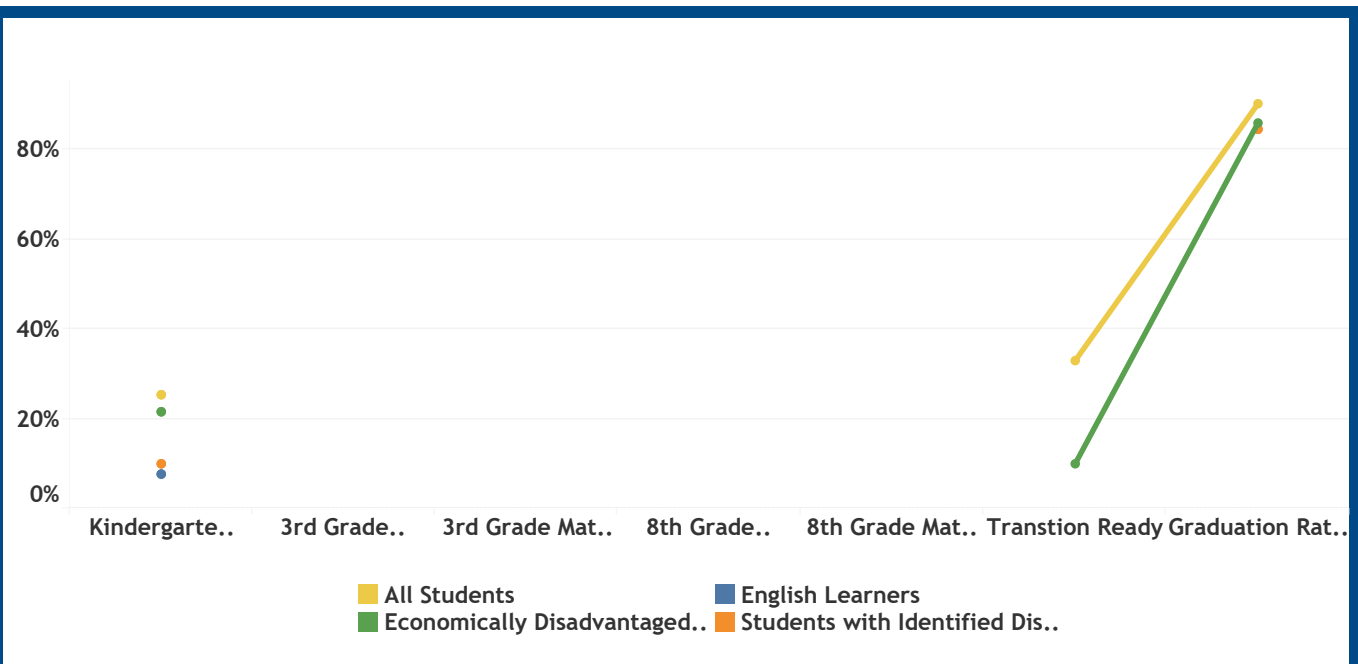 80%
60%
40%
20%
0%
Kindergarte.. 3rd Grade.. 3rd Grade Mat.. 8th Grade.. 8th Grade Mat.. Transtion Ready Graduation Rat..
All Students English Learners
Economically Disadvantaged.. Students with Identified Dis..